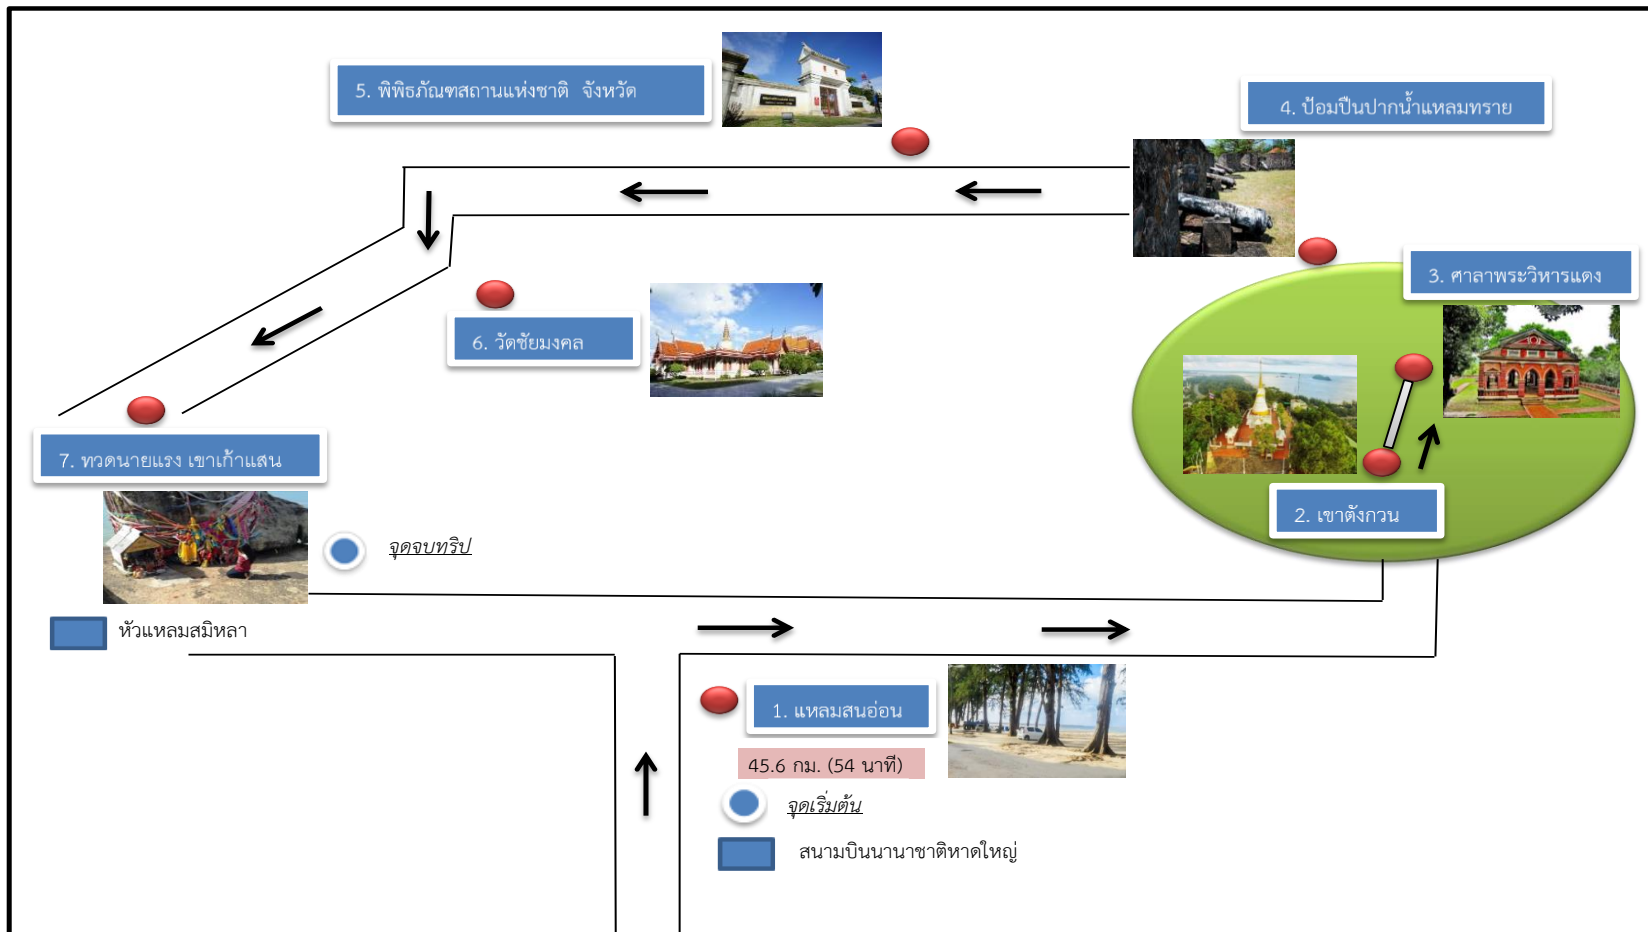 5. พิพิธภัณฑสถานแห่งชาติ จังหวัด
4. ป้อมปืนปากน้ำแหลมทราย
3. ศาลาพระวิหารแดง
6. วัดชัยมงคล
7. ทวดนายแรง เขาเก้าแสน
2. เขาตังกวน
จุดจบทริป
หัวแหลมสมิหลา
1. แหลมสนอ่อน
45.6 กม. (54 นาที)
จุดเริ่มต้น
สนามบินนานาชาติหาดใหญ่